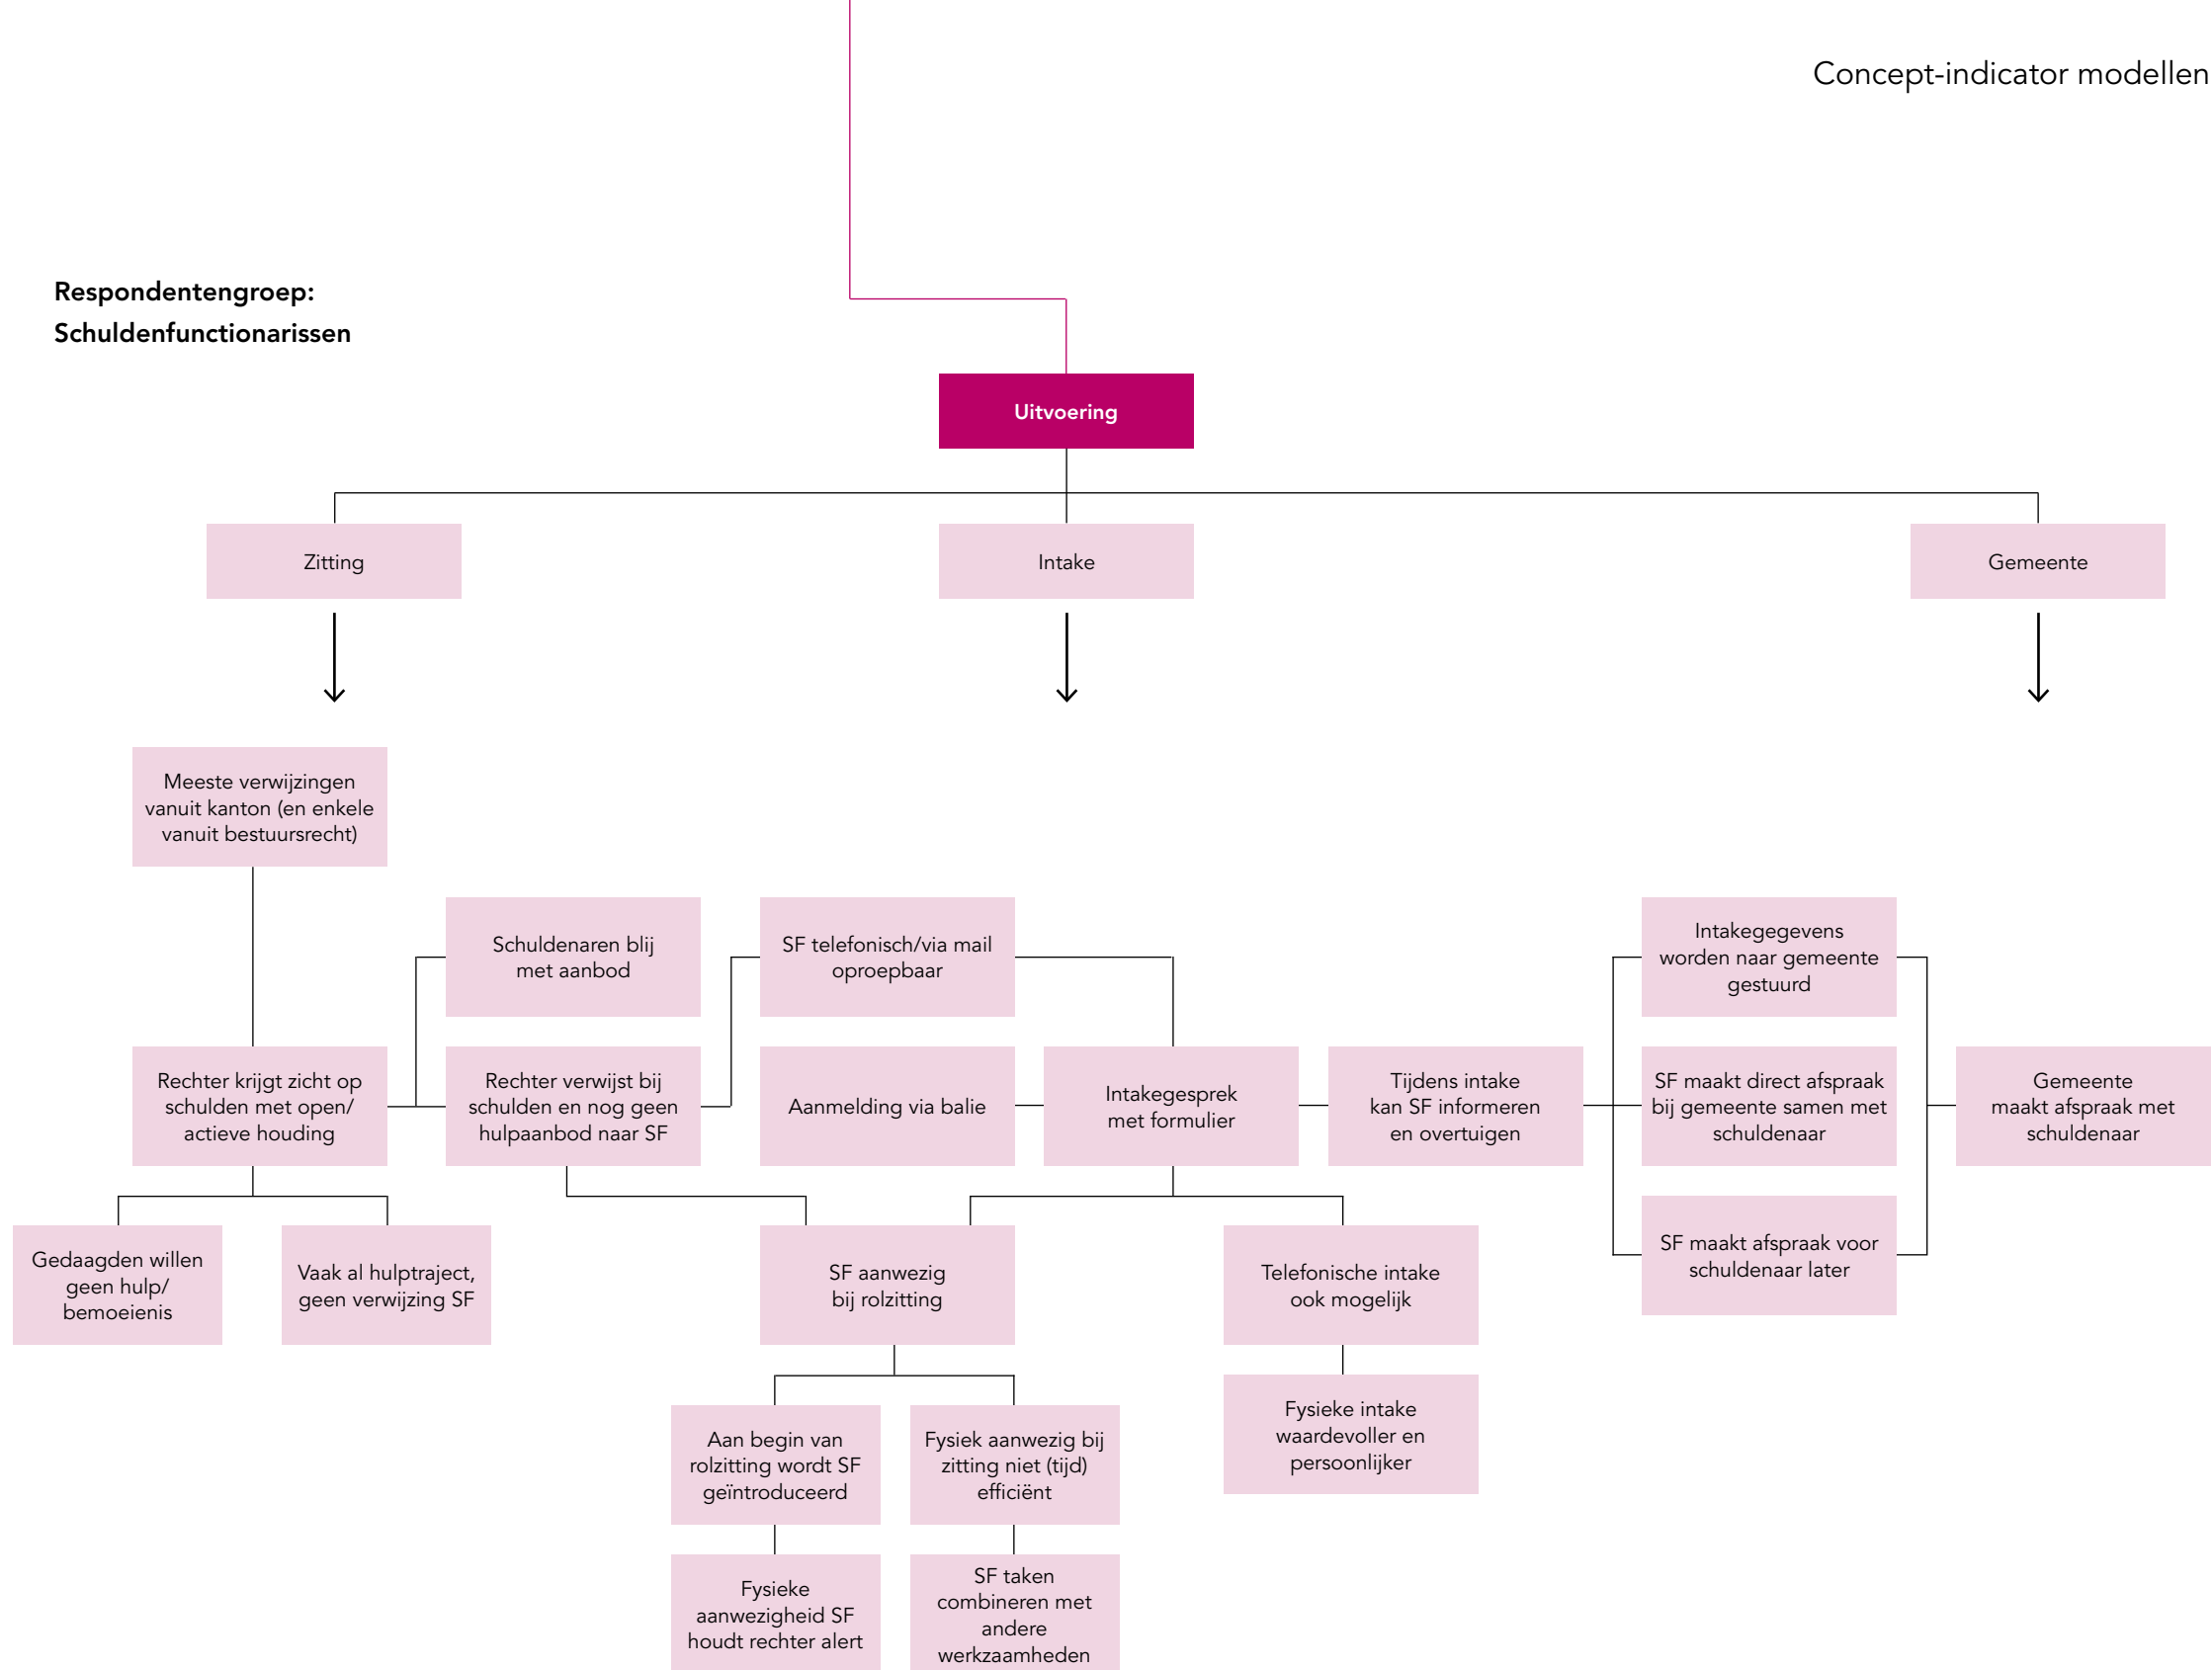 Concept-indicator modellen
Respondentengroep:
Schuldenfunctionarissen
Uitvoering
Zitting
Intake
Gemeente
Meeste verwijzingen
vanuit kanton (en enkele
vanuit bestuursrecht)
Schuldenaren blij
met aanbod
SF telefonisch/via mail
oproepbaar
Intakegegevens
worden naar gemeente
gestuurd
Rechter krijgt zicht op
schulden met open/
actieve houding
Rechter verwijst bij
schulden en nog geen
hulpaanbod naar SF
Aanmelding via balie
Intakegesprek
met formulier
Tijdens intake
kan SF informeren
en overtuigen
SF maakt direct afspraak
bij gemeente samen met
schuldenaar
Gemeente
maakt afspraak met
schuldenaar
Gedaagden willen
geen hulp/
bemoeienis
Vaak al hulptraject,
geen verwijzing SF
SF aanwezig
bij rolzitting
Telefonische intake
ook mogelijk
SF maakt afspraak voor
schuldenaar later
Aan begin van
rolzitting wordt SF
geïntroduceerd
Fysiek aanwezig bij
zitting niet (tijd)
efficiënt
Fysieke intake
waardevoller en
persoonlijker
Fysieke
aanwezigheid SF
houdt rechter alert
SF taken
combineren met
andere
werkzaamheden